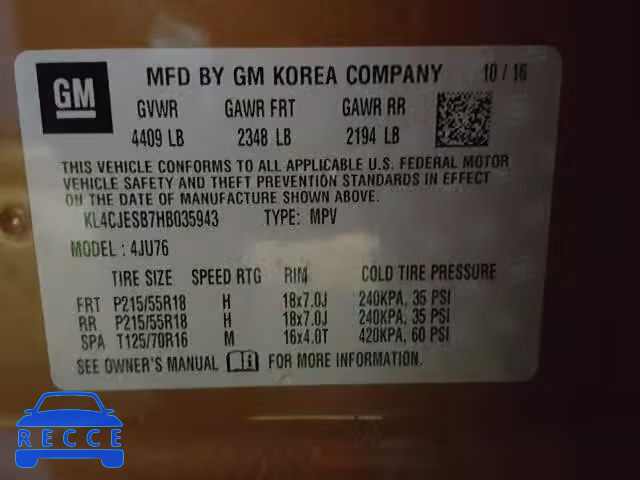 GM
MFD BY GM KOREA COMPANY 10 / 16
GVWR GAWR FRT GAWR RR
4409 LB 2348 LB 2194 LB
THIS VEHICLE CONFORMS TO ALL APPLICABLE U.S. FEDERAL MOTOR
VEHICLE SAFETY AND THEFT PREVENTION STANDARDS IN EFFECT
ON THE DATE OF MANUFACTURE SHOWN ABOVE.
KL4CJESB7HB035943 TYPE: MPV
MODEL : 4JU76
TIRE SIZE SPEED RTG RIM COLD TIRE PRESSURE
FRT P215/55R18 H 18x7.0J 240KPA, 35 PSI
RR P215/55R18 H 18x7.0J 240KPA, 35 PSI
SPA T125/70R16 M 16x4.0T 420KPA, 60 PSI
SEE OWNER'S MANUAL FOR MORE INFORMATION.
RECCE